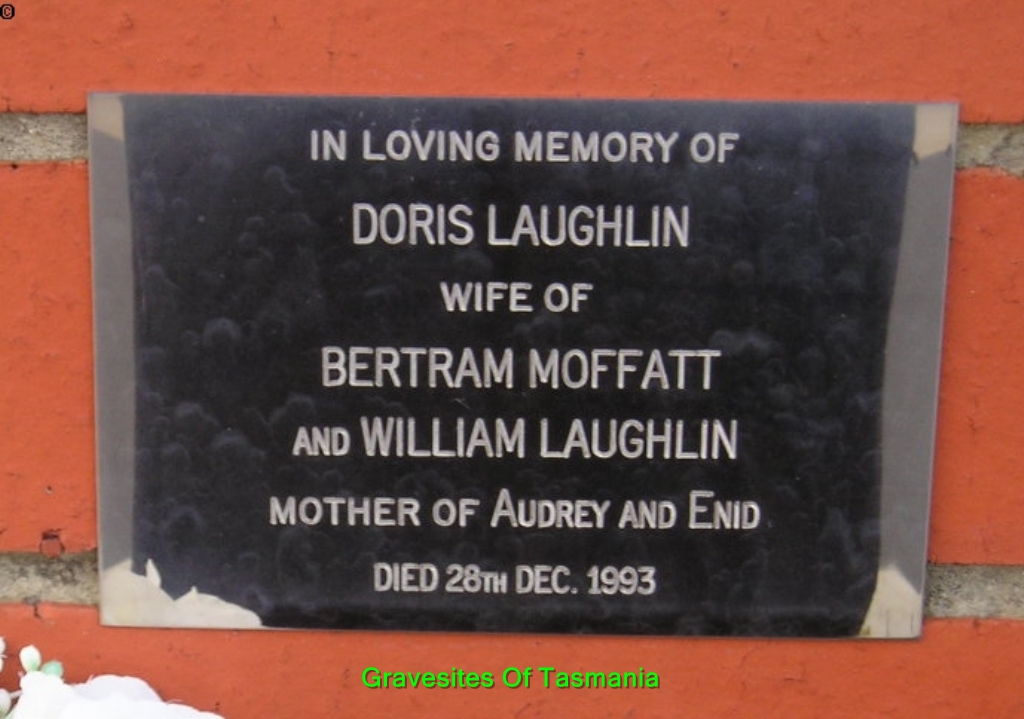 ©
IN LOVING MEMORY OF
DORIS LAUGHLIN
WIFE OF
BERTRAM MOFFATT
AND WILLIAM LAUGHLIN
MOTHER OF AUDREY AND ENID
DIED 28TH DEC. 1993
Gravesites Of Tasmania